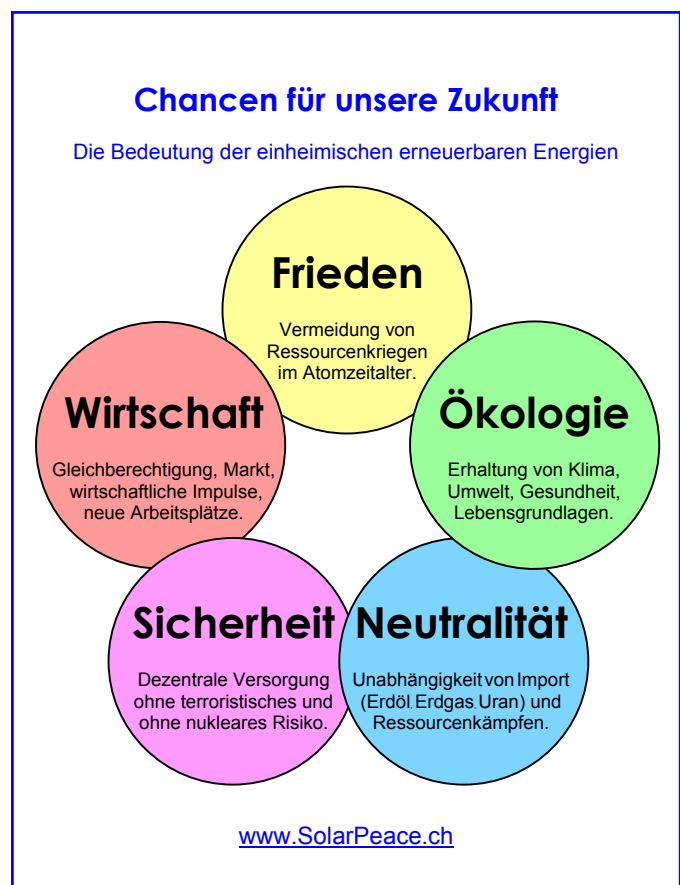 Chancen für unsere Zukunft
Die Bedeutung der einheimischen erneuerbaren Energien
Frieden
Vermeidung von
Ressourcenkriegen
im Atomzeitalter.
Wirtschaft
Gleichberechtigung, Markt,
wirtschaftliche Impulse,
neue Arbeitsplätze.
Ökologie
Erhaltung von Klima,
Umwelt, Gesundheit,
Lebensgrundlagen.
Sicherheit
Dezentrale Versorgung
ohne terroristisches und
ohne nukleares Risiko.
Neutralität
Unabhängigkeit von Import
(Erdöl, Erdgas, Uran) und
Ressourcenkämpfen.
www.SolarPeace.ch